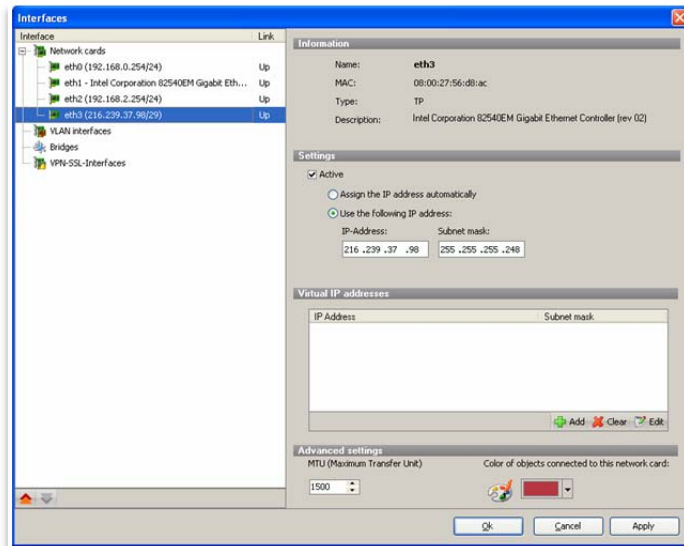 Interfaces
Interface Link
Network cards
eth0 (192.168.0.254/24) Up
eth1 - Intel Corporation 82540EM Gigabit Eth... Up
eth2 (192.168.2.254/24) Up
eth3 (216.239.37.98/29) Up
VLAN interfaces
Bridges
VPN-SSL-Interfaces
Information
Name: eth3
MAC: 08:00:27:56:d8:ac
Type: TP
Description: Intel Corporation 82540EM Gigabit Ethernet Controller (rev 02)
Settings
Active
Assign the IP address automatically
Use the following IP address:
IP-Address: Subnet mask:
216 .239 .37 .98 255 .255 .255 .248
Virtual IP addresses
IP Address Subnet mask
Add Clear Edit
Advanced settings
MTU (Maximum Transfer Unit) Color of objects connected to this network card:
1500
Ok Cancel Apply